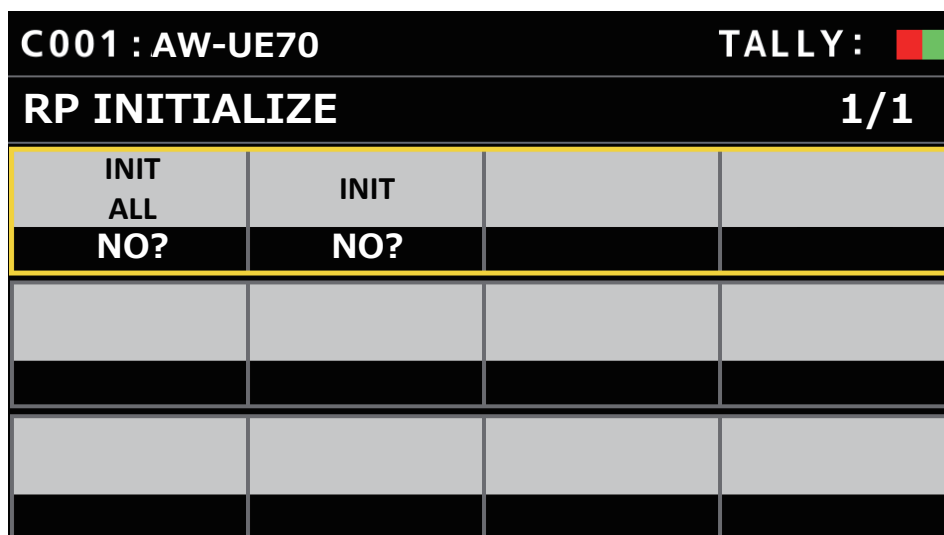 C001:AW-UE70 TALLY:
RP INITIALIZE 1/1
INIT
ALL
INIT
NO? NO?